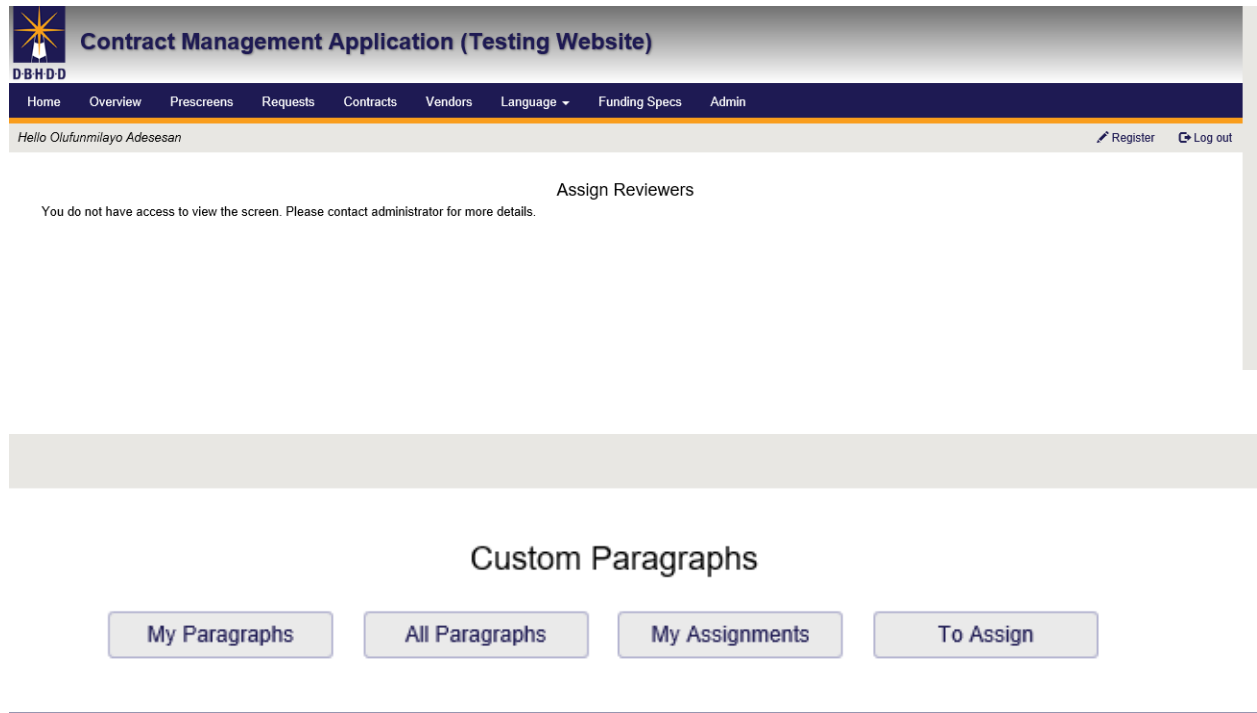 Contract Management Application (Testing Website)
D·B·H·D·D
Home Overview Prescreens Requests Contracts Vendors Language Funding Specs Admin
Hello Olufunmilayo Adesesan Register Log out
Assign Reviewers
You do not have access to view the screen. Please contact administrator for more details.
Custom Paragraphs
My Paragraphs All Paragraphs My Assignments To Assign